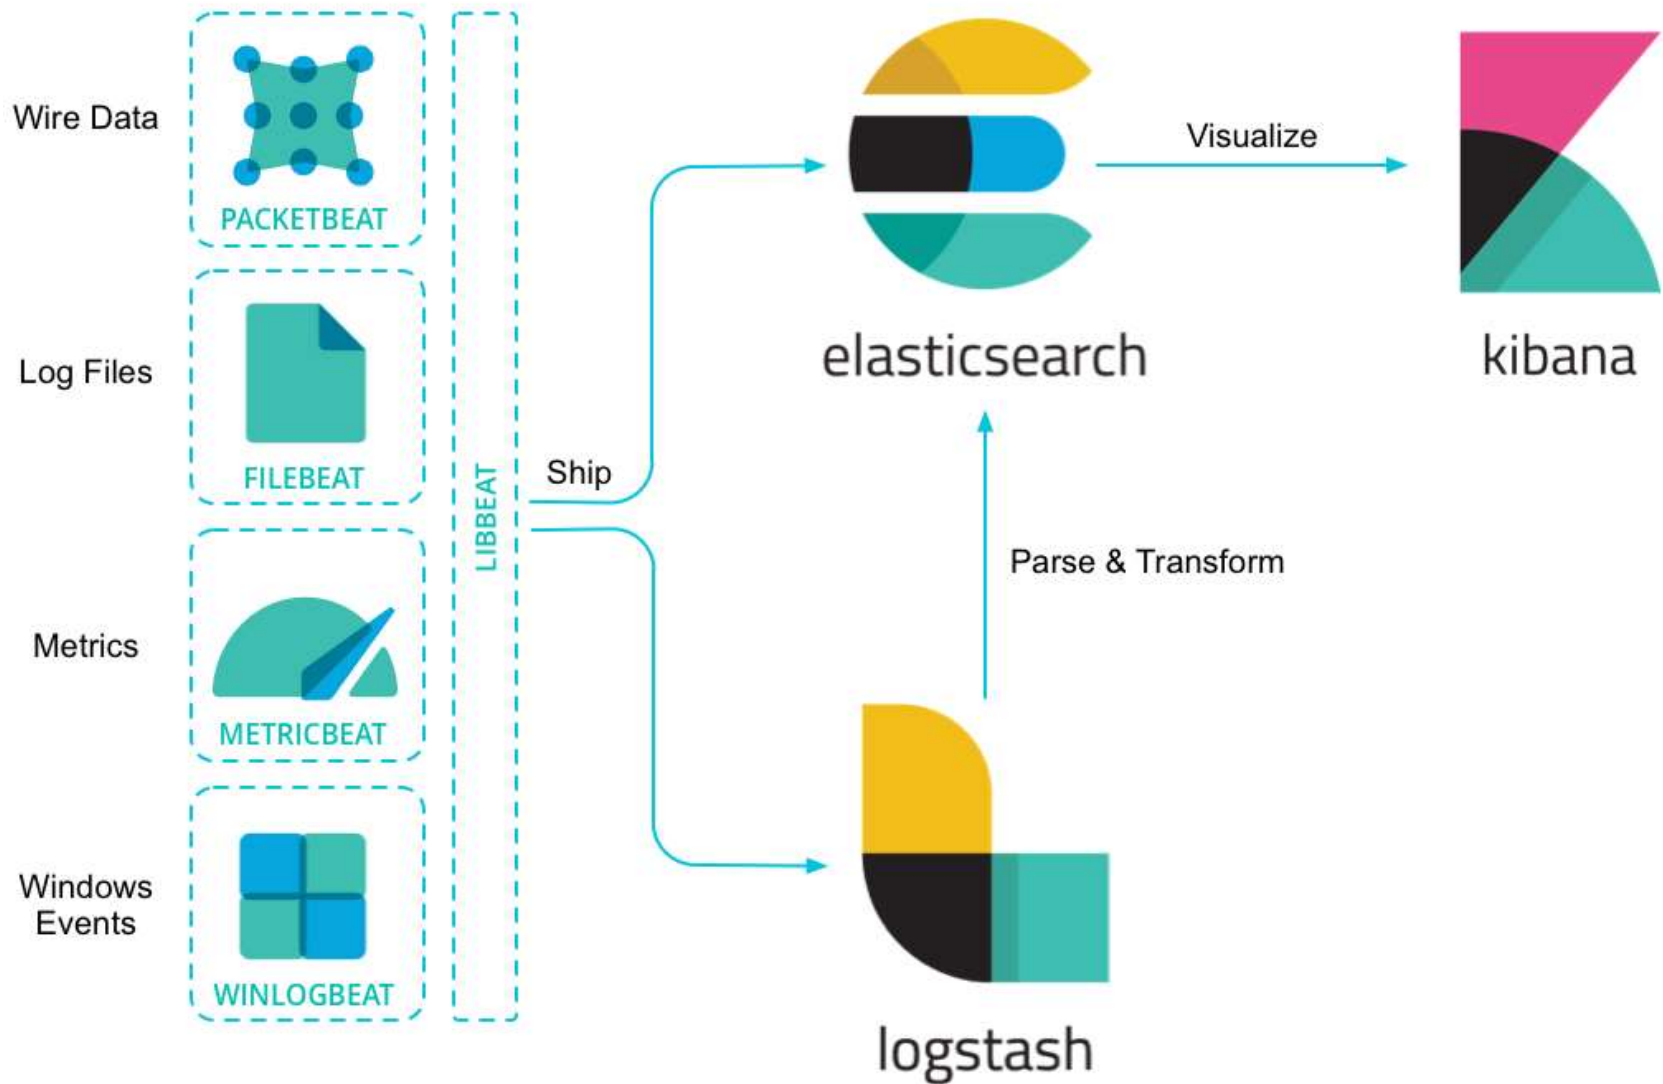 Wire Data
PACKETBEAT
Log Files
FILEBEAT
Metrics
METRICBEAT
Windows
Events
WINLOGBEAT
LIBBEAT
Ship
elasticsearch
Visualize
kibana
Parse & Transform
logstash